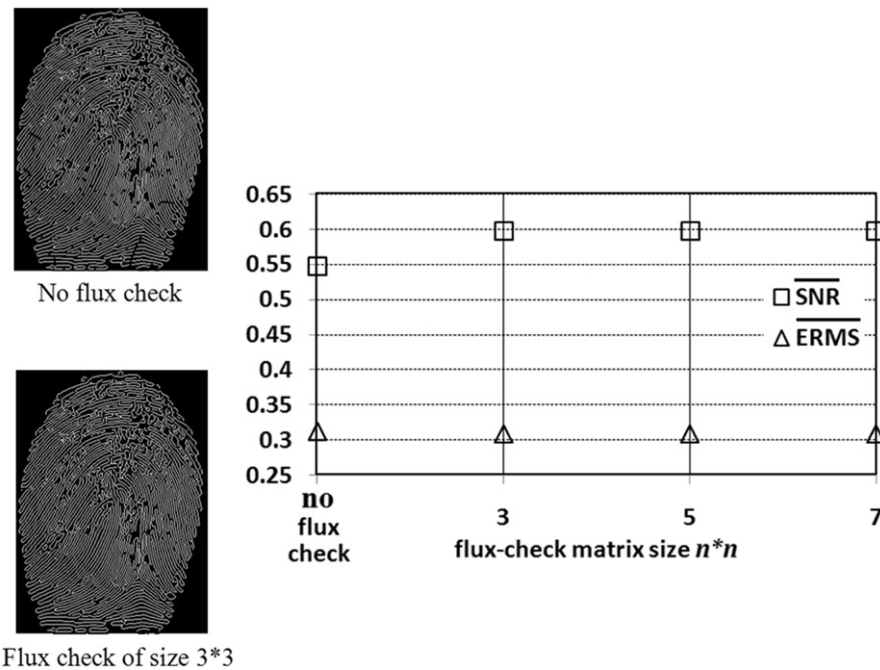 No flux check
Flux check of size 3*3
0.65
0.6
0.55
0.5
0.45
0.4
0.35
0.3
0.25
no
flux
check
3
5
7
flux-check matrix size n*n
SNR
ERMS